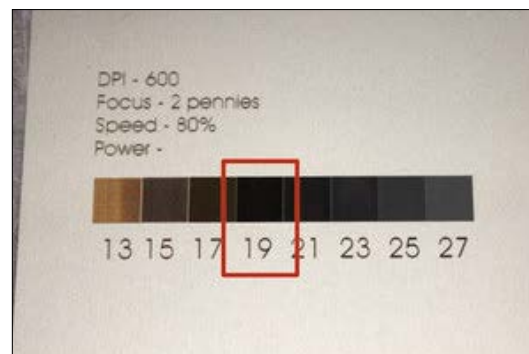 DPI - 600
Focus - 2 pennies
Speed - 80%
Power -
13 15 17 19 21 23 25 27